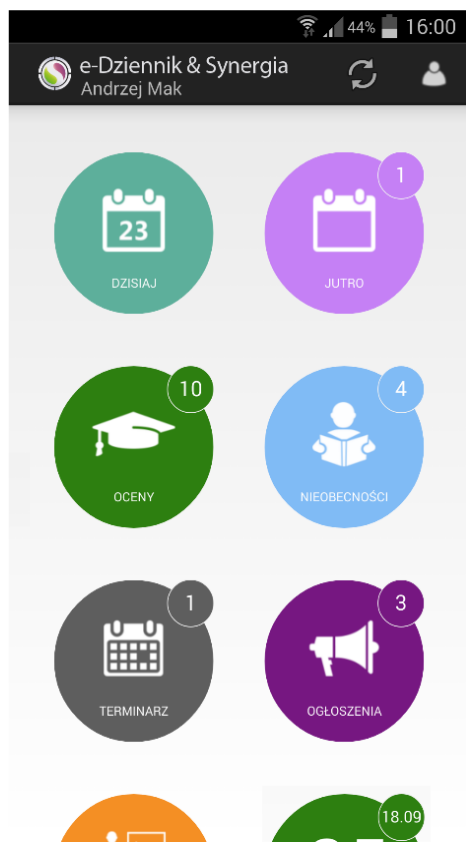 44% 16:00
e-Dziennik & Synergia
Andrzej Mak
23
DZISIAJ
1
JUTRO
10
OCENY
4
NIEOBECNOŚCI
1
TERMINARZ
3
OGŁOSZENIA
18.09